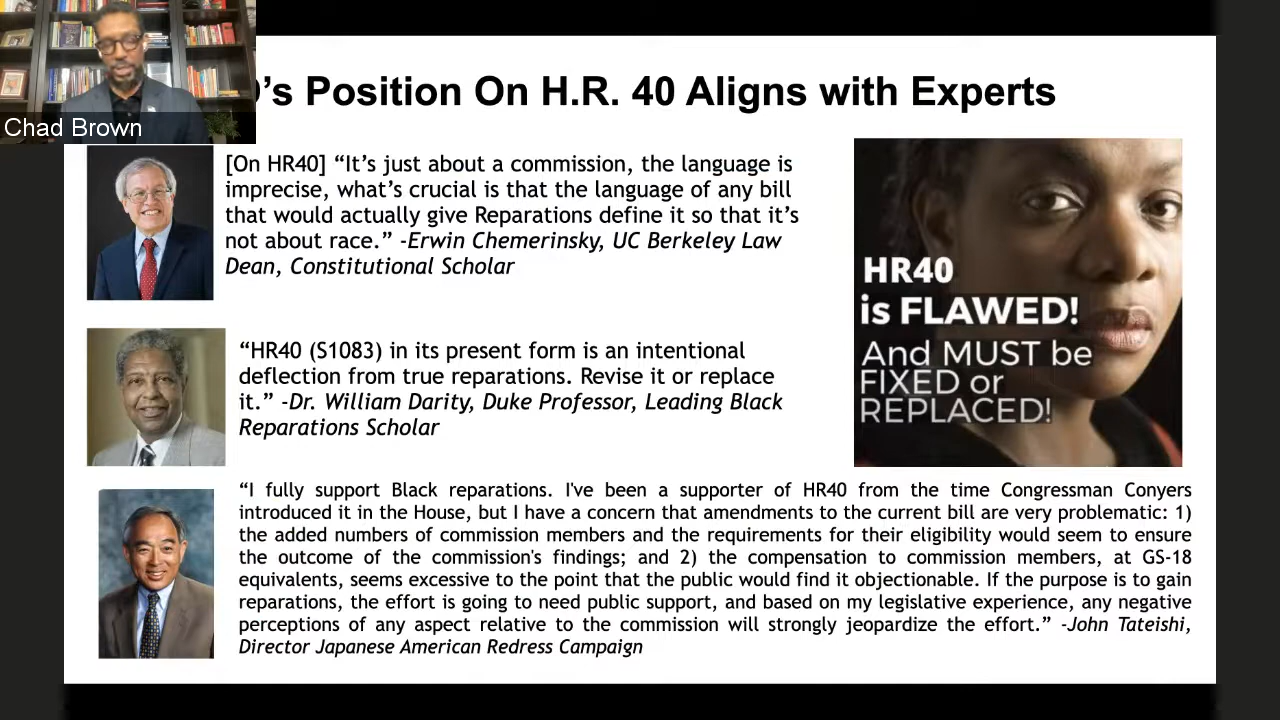 's Position On H.R. 40 Aligns with Experts
Chad Brown
[On HR40] “It’s just about a commission, the language is
imprecise, what’s crucial is that the language of any bill
that would actually give Reparations define it so that it’s
not about race.” -Erwin Chemerinsky, UC Berkeley Law
Dean, Constitutional Scholar
HR40
is FLAWED!
And MUST be
FIXED or
REPLACED!
“HR40 (S1083) in its present form is an intentional
deflection from true reparations. Revise it or replace
it.” -Dr. William Darity, Duke Professor, Leading Black
Reparations Scholar
“I fully support Black reparations. I've been a supporter of HR40 from the time Congressman Conyers
introduced it in the House, but I have a concern that amendments to the current bill are very problematic: 1)
the added numbers of commission members and the requirements for their eligibility would seem to ensure
the outcome of the commission's findings; and 2) the compensation to commission members, at GS-18
equivalents, seems excessive to the point that the public would find it objectionable. If the purpose is to gain
reparations, the effort is going to need public support, and based on my legislative experience, any negative
perceptions of any aspect relative to the commission will strongly jeopardize the effort.” -John Tateishi,
Director Japanese American Redress Campaign